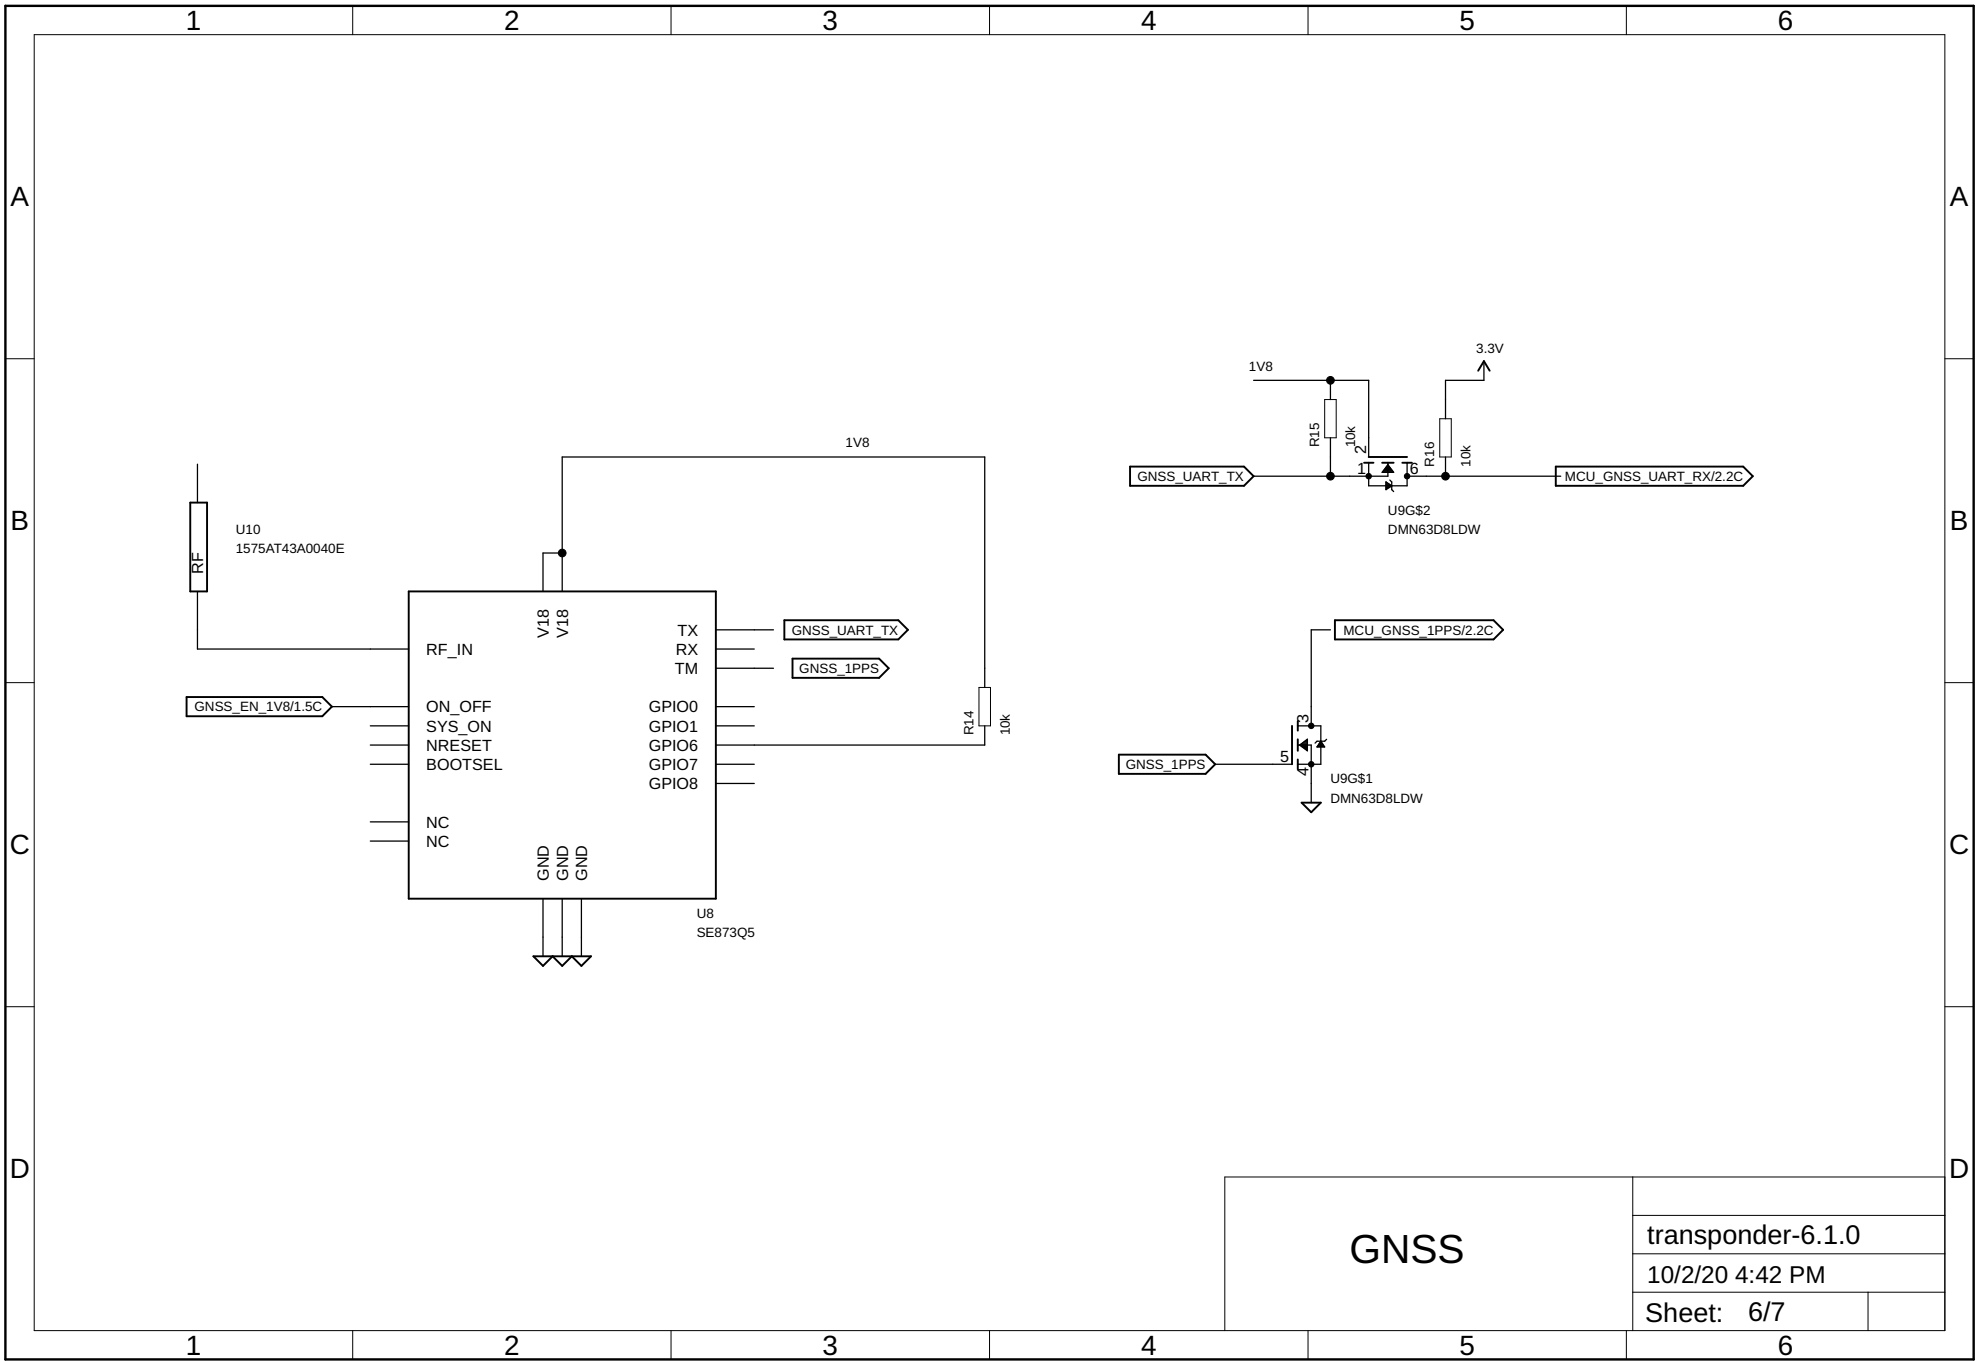 1 2 3 4 5 6
A A
3.3V
1V8
R15
10k
2
R16
10k
1V8
GNSS_UART_TX
1
6
MCU_GNSS_UART_RX/2.2C
U9G$2
DMN63D8LDW
B B
RF
U10
1575AT43A0040E
V18
V18
RF_IN
TX
RX
TM
GNSS_UART_TX
GNSS_1PPS
MCU_GNSS_1PPS/2.2C
GNSS_EN_1V8/1.5C
ON_OFF
SYS_ON
NRESET
BOOTSEL
GPIO0
GPIO1
GPIO6
GPIO7
GPIO8
R14
10k
3
GNSS_1PPS
5
4
U9G$1
DMN63D8LDW
NC
NC
GND
GND
GND
C C
U8
SE873Q5
D D
GNSS
transponder-6.1.0
10/2/20 4:42 PM
Sheet: 6/7
1 2 3 4 5 6